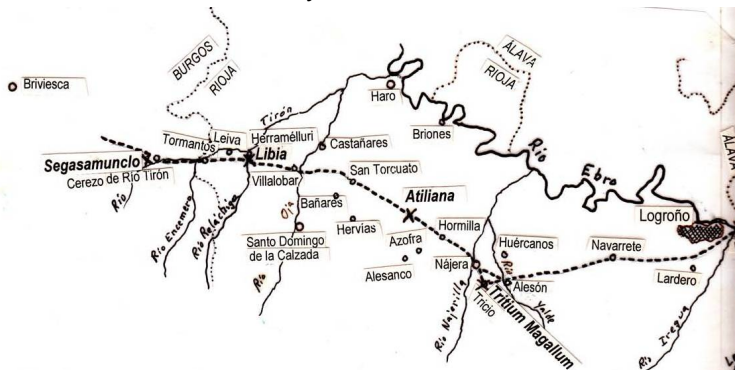 BURGOS
RIOJA
ÁLAVA
RIOJA
ÁLAVA
Briviesca
Haro
Tirón
Briones
Leiva
Herramélluri
Tormantos
Castañares
Río
Ebro
Segasamunclo
Libia
Cerezo de Río Tirón
Villalobar
San Torcuato
Río
Río Encemero
Bañares
Atiliana
Logroño
Oja
Río
Hervías
Hormilla
Santo Domingo
de la Calzada
Azofra
Alesanco
Huércanos
Navarrete
Nájera
Río
Yalde
Alesón
Lardero
Tricio
Tritium Magallum
Río Najerilla
Río Iregua